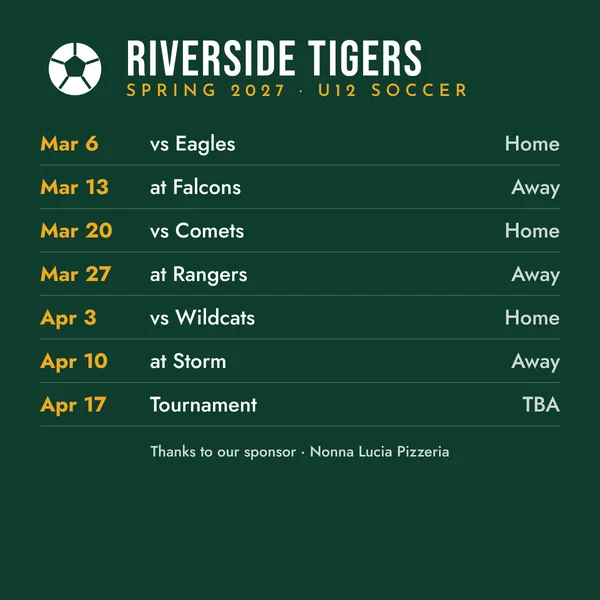 RIVERSIDE TIGERS
SPRING 2027 · U12 SOCCER
Mar 6 vs Eagles Home
Mar 13 at Falcons Away
Mar 20 vs Comets Home
Mar 27 at Rangers Away
Apr 3 vs Wildcats Home
Apr 10 at Storm Away
Apr 17 Tournament TBA
Thanks to our sponsor · Nonna Lucia Pizzeria